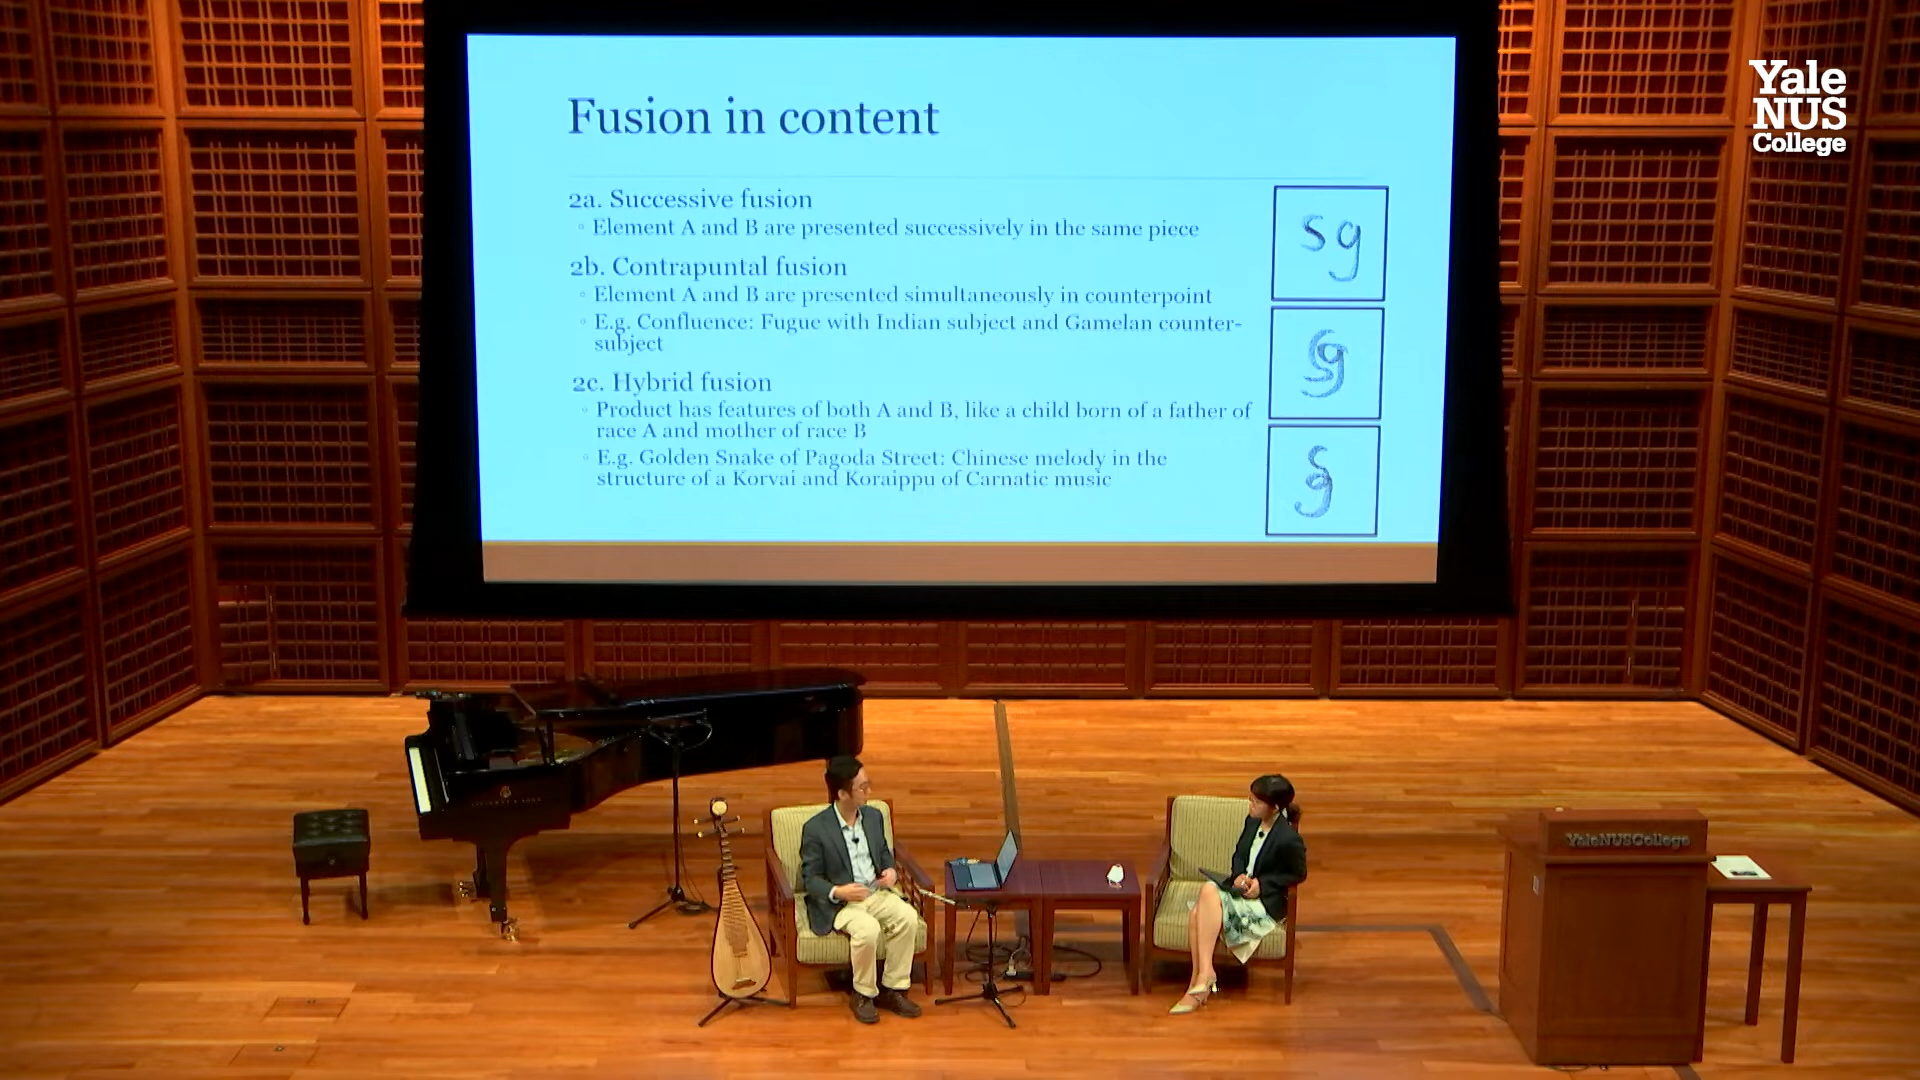 Yale
NUS
College
Fusion in content
2a. Successive fusion
Element A and B are presented successively in the same piece
2b. Contrapuntal fusion
Element A and B are presented simultaneously in counterpoint
E.g. Confluence: Fugue with Indian subject and Gamelan counter-
subject
2c. Hybrid fusion
Product has features of both A and B, like a child born of a father of
race A and mother of race B
E.g. Golden Snake of Pagoda Street: Chinese melody in the
structure of a Korvai and Koraippu of Carnatic music
sg
sg
sg
YaleNUSCollege